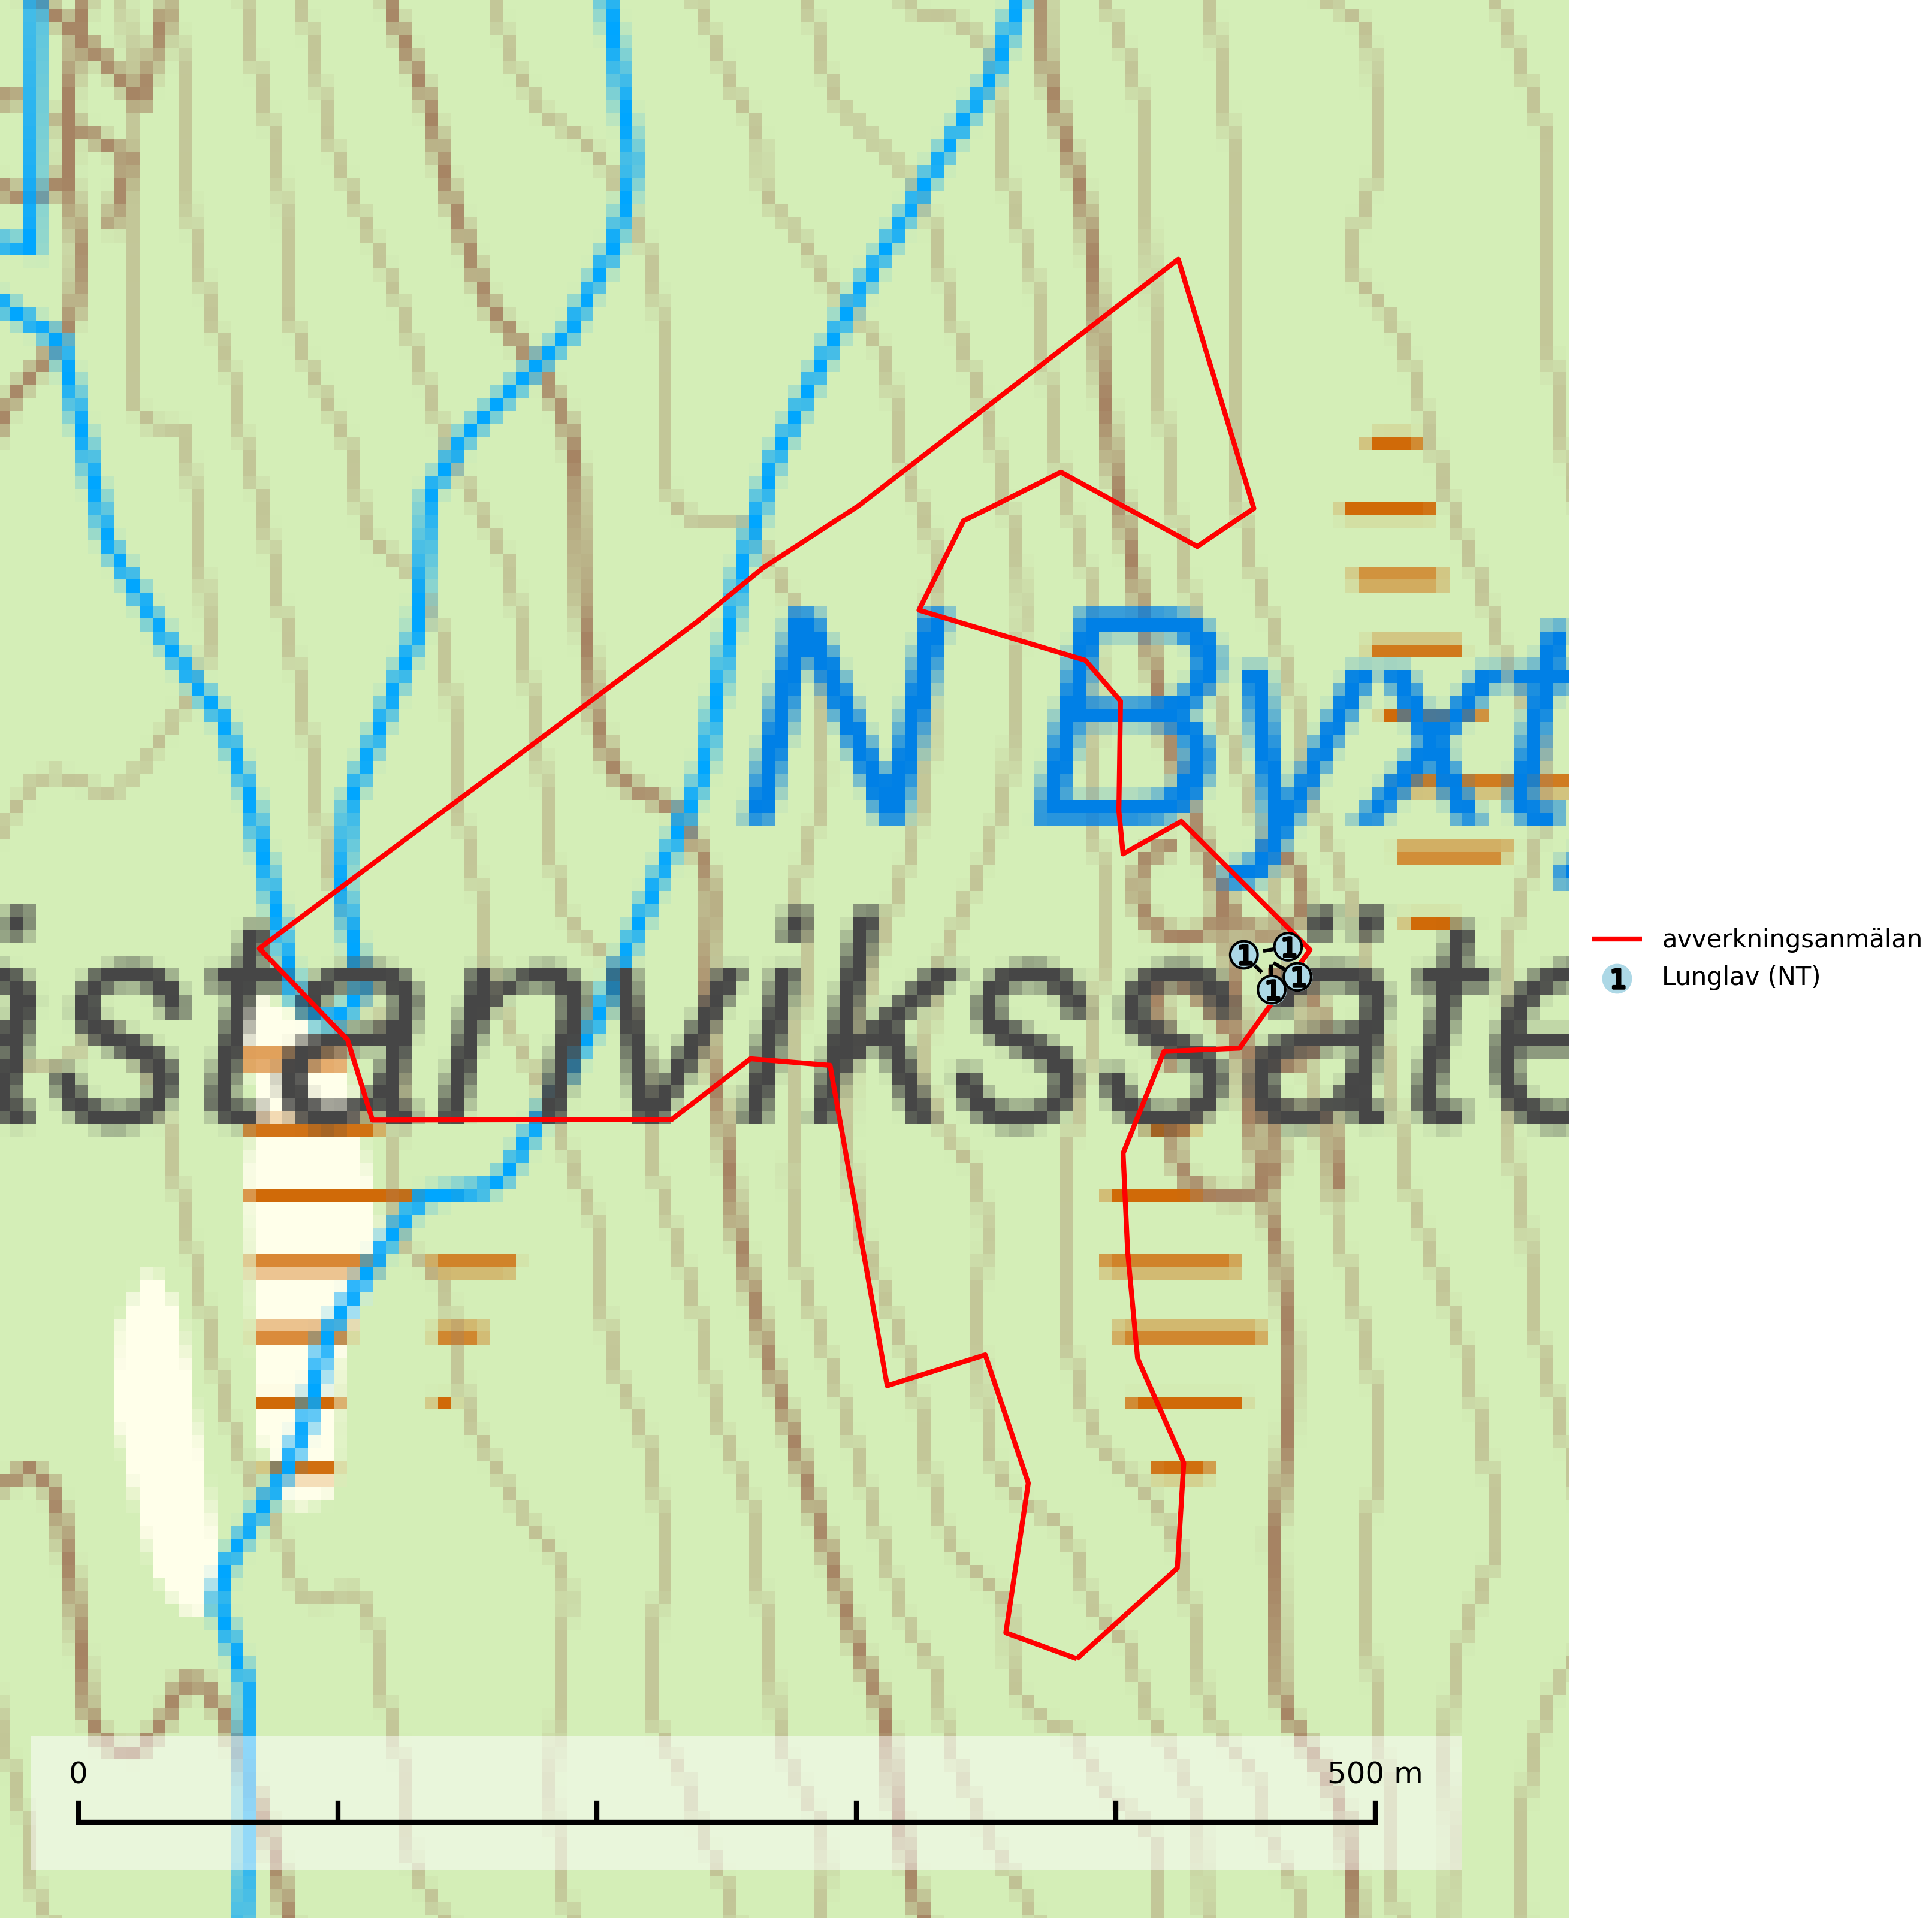 N Byxt
istanvikssäte
avverkningsanmälan
1 Lunglav (NT)
1
1
1
1
0
500 m